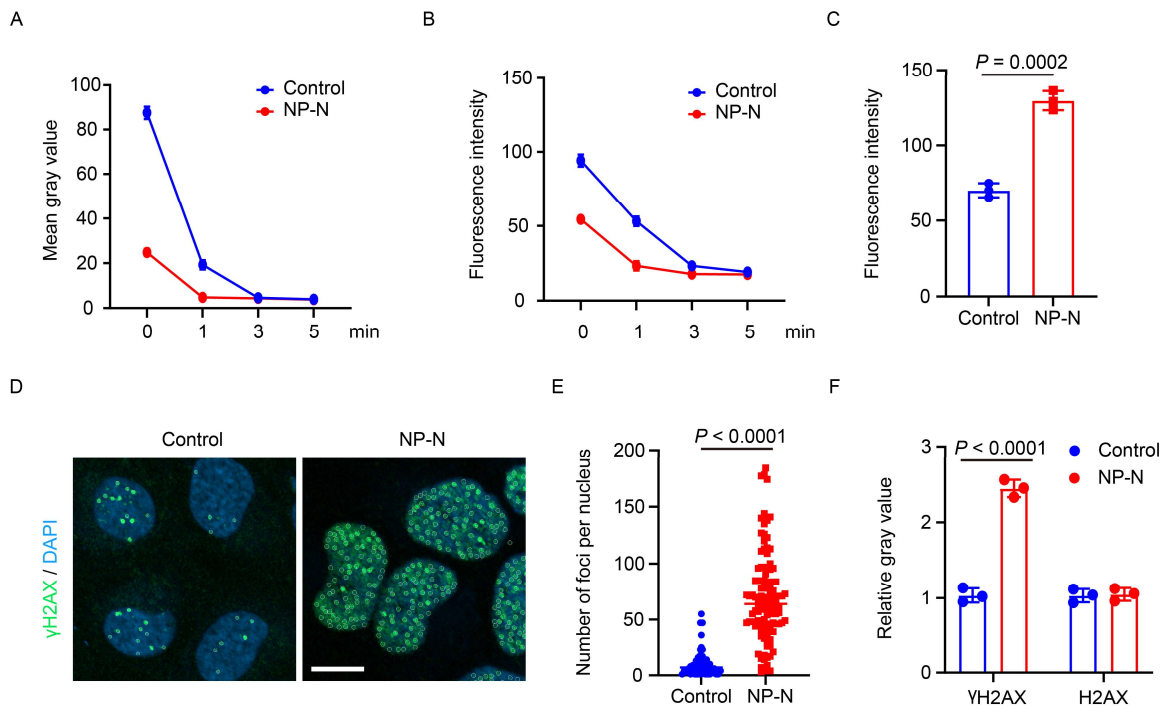 A
Mean gray value
100
80
60
40
20
0
0 1 3 5 min
Control
NP-N
B
Fluorescence intensity
150
100
50
0
0 1 3 5 min
Control
NP-N
C
P = 0.0002
Fluorescence intensity
150
100
50
0
Control NP-N
D
Control NP-N
γH2AX / DAPI
E
P < 0.0001
Number of foci per nucleus
200
150
100
50
0
Control NP-N
F
P < 0.0001
Control
NP-N
Relative gray value
3
2
1
0
γH2AX H2AX